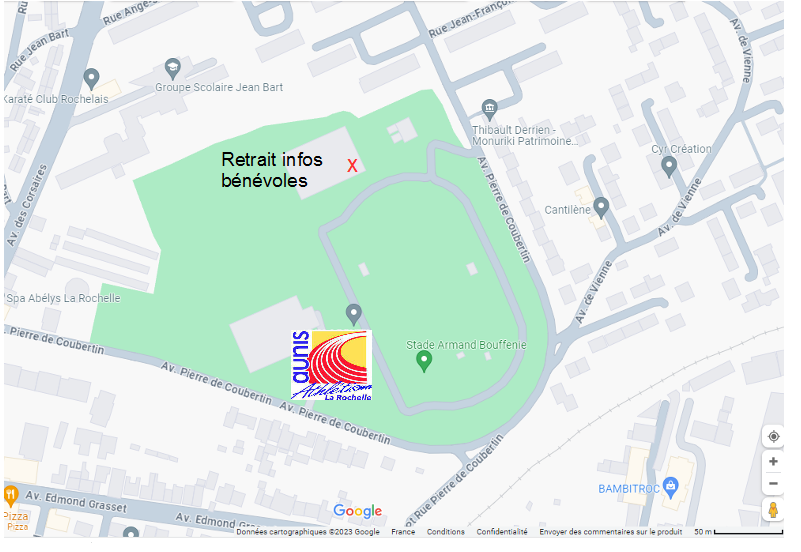 Rue Ange-
Rue Jean-Franço
Rue Jean Bart
Av. de Vienne
Groupe Scolaire Jean Bart
Karaté Club Rochelais
Thibault Derrien -
Monuriki Patrimoine...
Retrait infos
bénévoles
X
Cyr Création
Av. Pierre de Coubertin
Av. des Corsaires
Cantilène
Av. de Vienne
Spa Abélys La Rochelle
Av. de Vienne
Pierre de Coubertin
aunis
Athlétisme
La Rochelle
Stade Armand Bouffénie
Av. Pierre de Coubertin
Av. Pierre de Coubertin
pt Rue Pierre de Coubertin
BAMBITROC
Av. Edmond Grasset
Pizza
Pizza
Av. Edmond Grasset
Google
Données cartographiques ©2023 Google France Conditions Confidentialité Envoyer des commentaires sur le produit 50 m